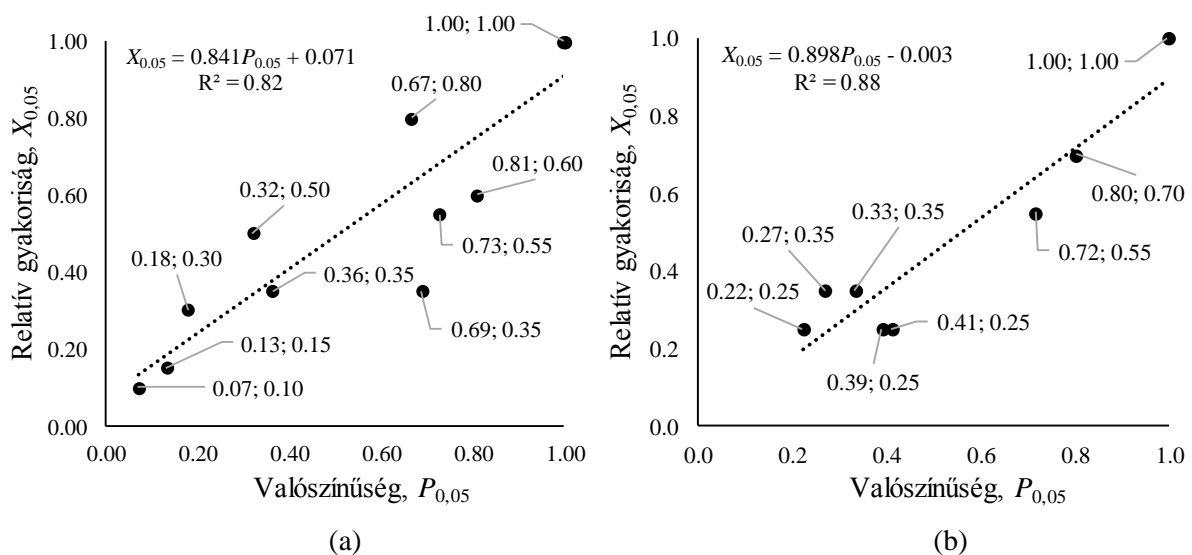 1.00; 1.00
X0.05 = 0.841P0.05 + 0.071
R² = 0.82
0.67; 0.80
0.81; 0.60
0.32; 0.50
0.73; 0.55
0.18; 0.30
0.36; 0.35
0.69; 0.35
0.13; 0.15
0.07; 0.10
1.00
0.80
0.60
0.40
0.20
0.00
0.00 0.20 0.40 0.60 0.80 1.00
Relatív gyakoriság, X0,05
Valószínűség, P0,05
(a)
X0.05 = 0.898P0.05 - 0.003
R² = 0.88
1.00; 1.00
0.80; 0.70
0.33; 0.35
0.27; 0.35
0.72; 0.55
0.22; 0.25
0.41; 0.25
0.39; 0.25
1.0
0.8
0.6
0.4
0.2
0.0
0.0 0.2 0.4 0.6 0.8 1.0
Relatív gyakoriság, X0,05
Valószínűség, P0,05
(b)